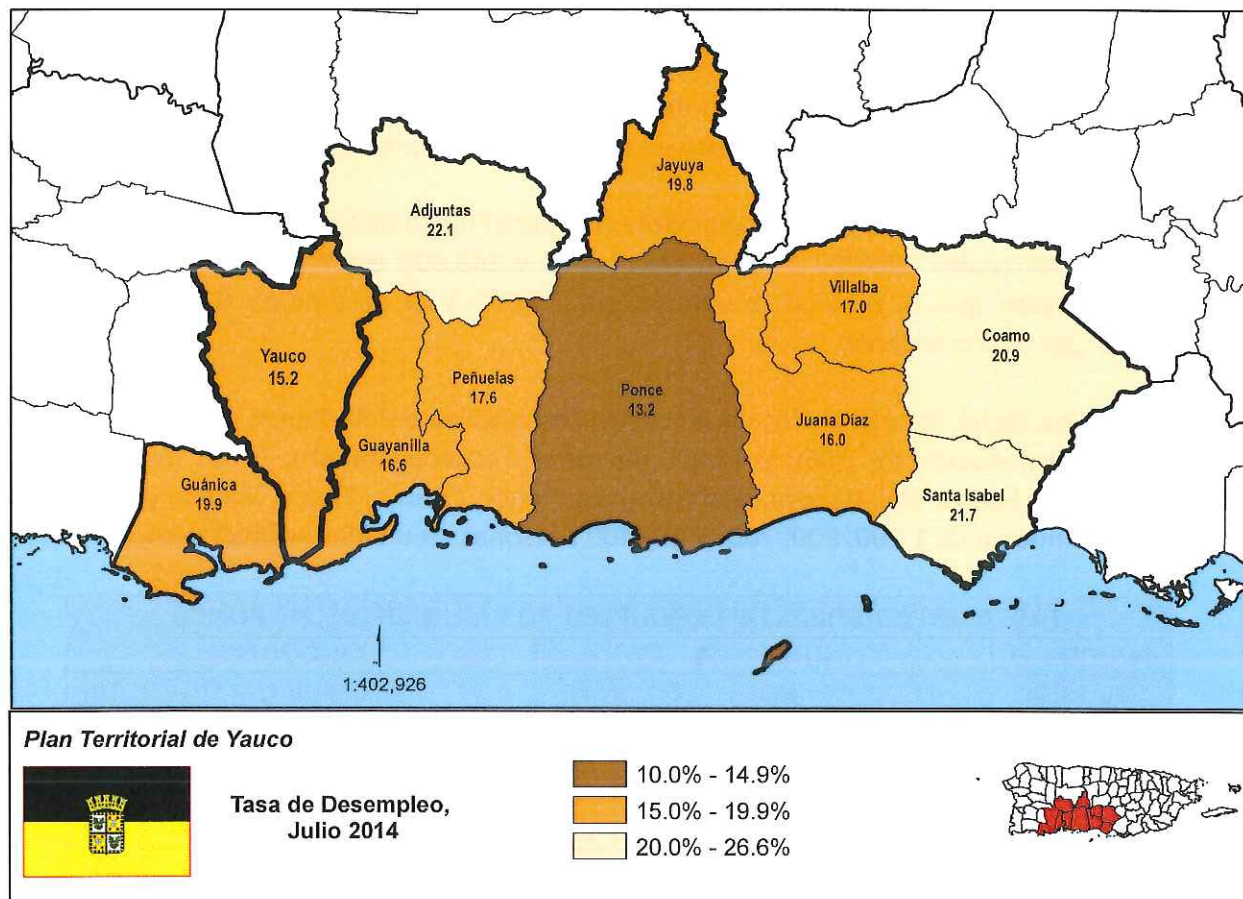 Jayuya
19.8
Adjuntas
22.1
Villalba
17.0
Coamo
20.9
Yauco
15.2
Peñuelas
17.6
Ponce
13.2
Juana Díaz
16.0
Guayanilla
16.6
Guánica
19.9
Santa Isabel
21.7
1:402,926
Plan Territorial de Yauco
Tasa de Desempleo,
Julio 2014
10.0% - 14.9%
15.0% - 19.9%
20.0% - 26.6%